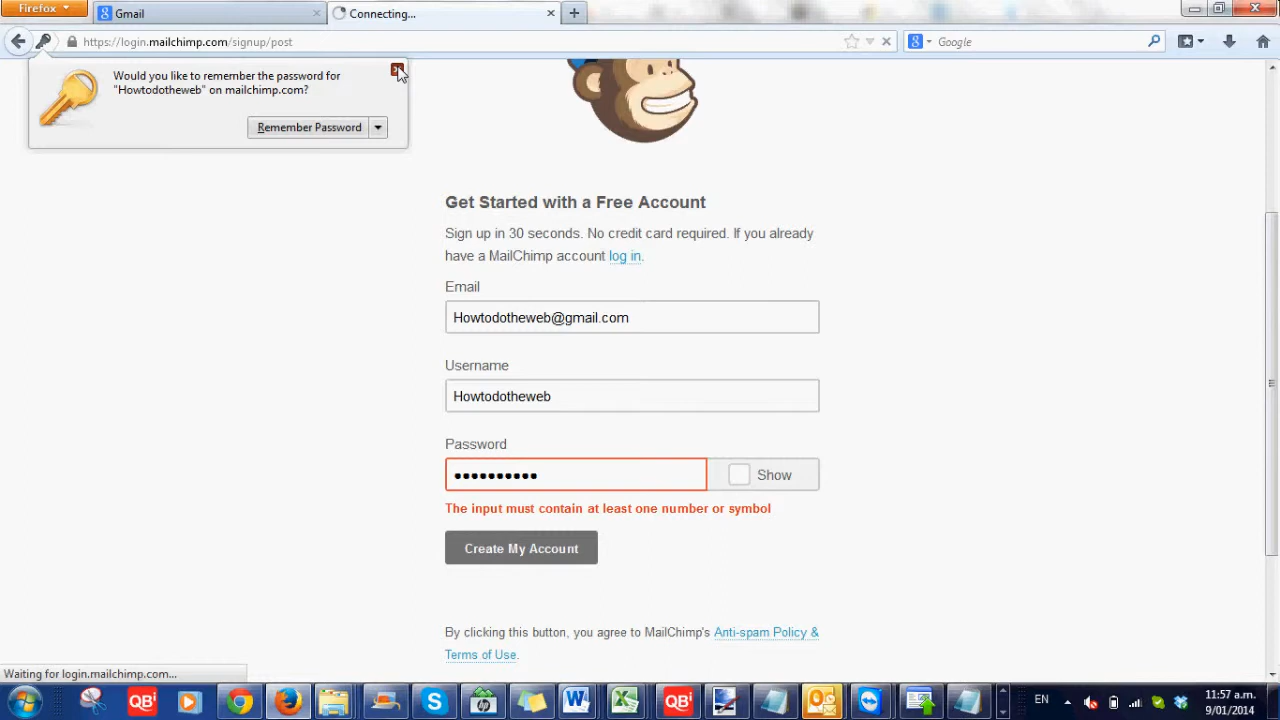 Firefox
Gmail
Connecting...
https://login.mailchimp.com/signup/post
Google
Would you like to remember the password for
"Howtodotheweb" on mailchimp.com?
Remember Password
Get Started with a Free Account
Sign up in 30 seconds. No credit card required. If you already
have a MailChimp account log in.
Email
Howtodotheweb@gmail.com
Username
Howtodotheweb
Password
Show
The input must contain at least one number or symbol
Create My Account
By clicking this button, you agree to MailChimp's Anti-spam Policy &
Terms of Use.
Waiting for login.mailchimp.com...
EN
11:57 a.m.
9/01/2014